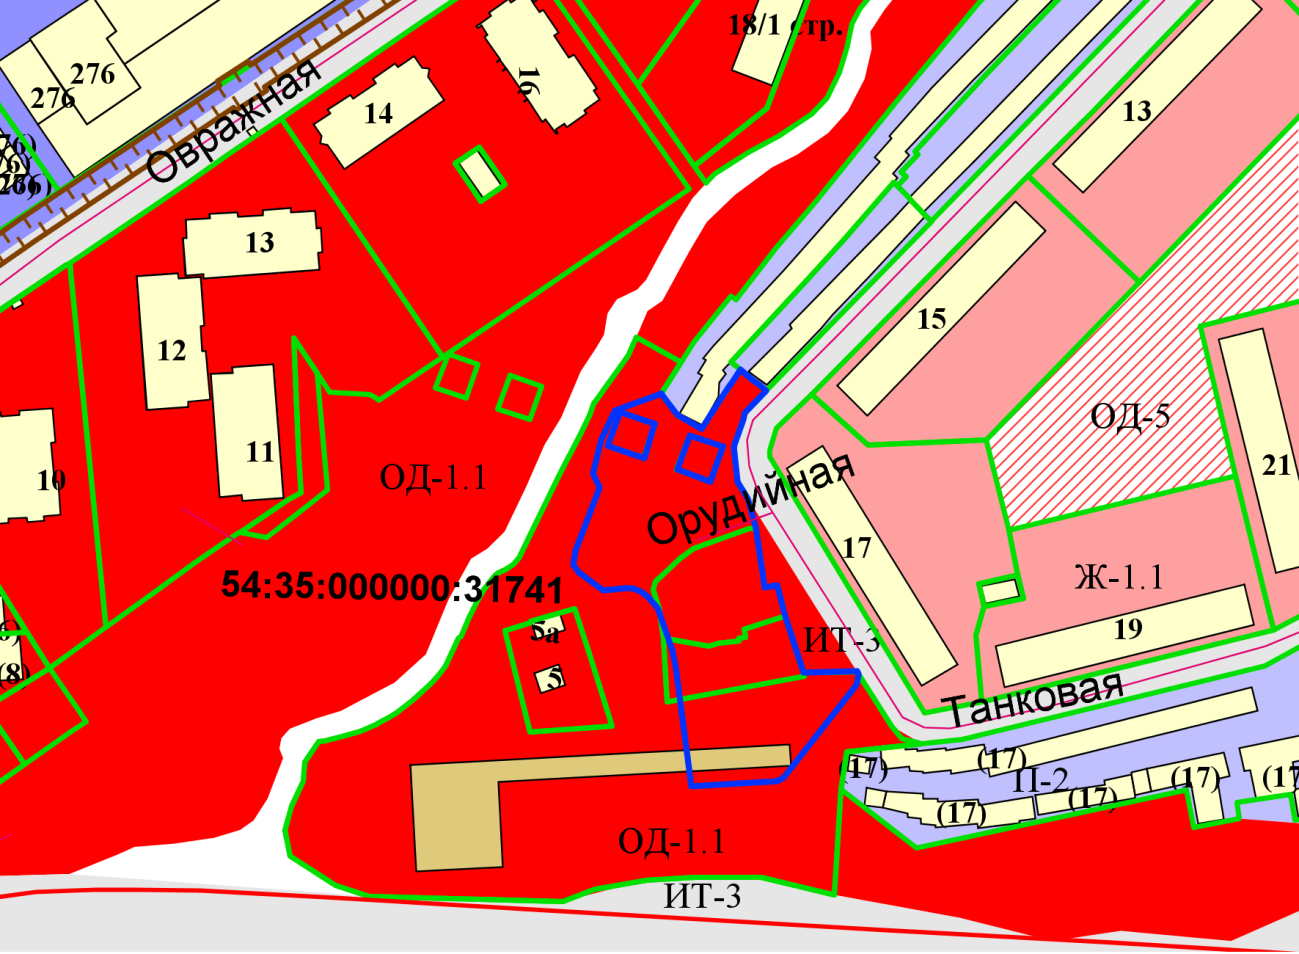 18/1 стр.
276
276
16
14
13
Овражная
13
15
12
ОД-5
11
21
10
ОД-1.1
Орудийная
17
Ж-1.1
54:35:000000:31741
19
5а
ИТ-3
(8)
5
Танковая
(17)
(17)
П-2
(17)
(17)
(17)
(17)
ОД-1.1
ИТ-3